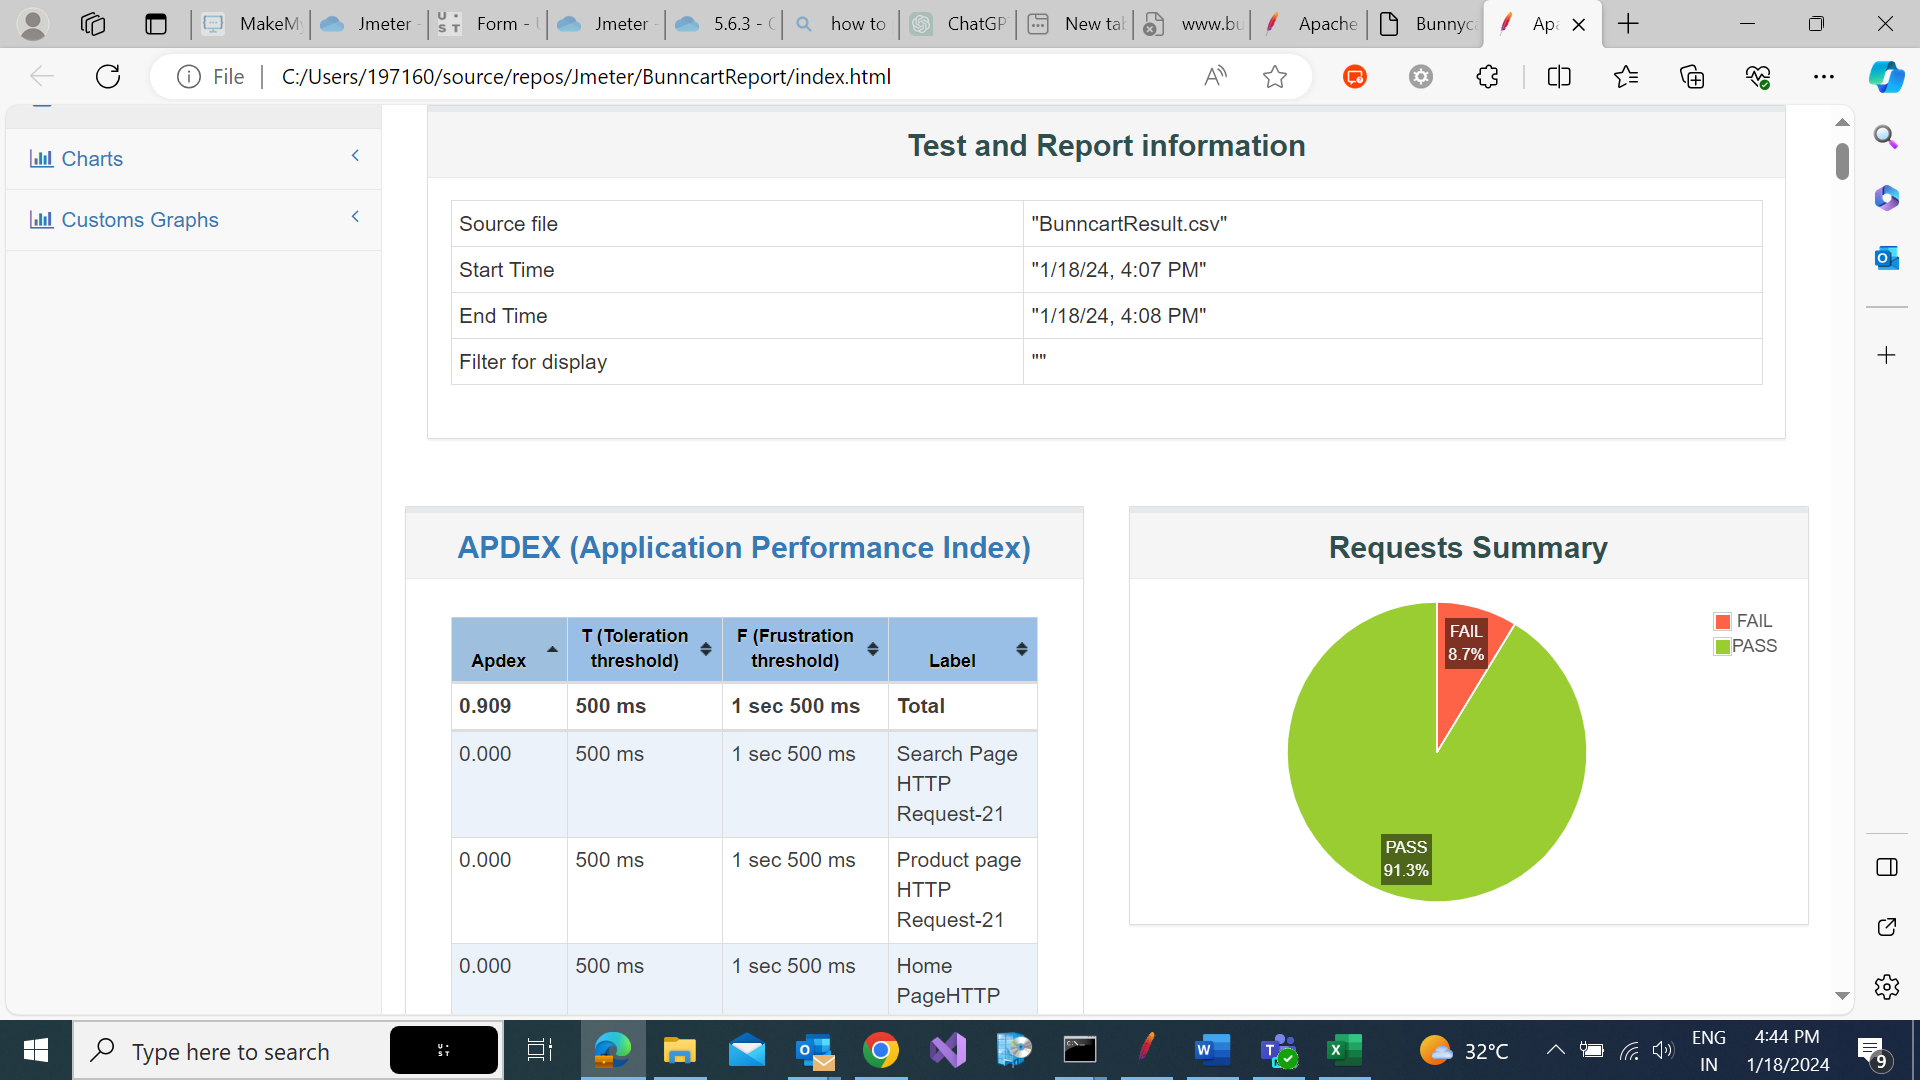 MakeM
Jmeter -
Form -
Jmeter -
5.6.3 -
how to
ChatGP
New tab
www.bu
Apache
Bunnyc
Apa
File
C:/Users/197160/source/repos/Jmeter/BunncartReport/index.html
Charts
Customs Graphs
Test and Report information
Source file "BunncartResult.csv"
Start Time "1/18/24, 4:07 PM"
End Time "1/18/24, 4:08 PM"
Filter for display ""
APDEX (Application Performance Index)
Apdex
T (Toleration threshold)
F (Frustration threshold)
Label
0.909 500 ms 1 sec 500 ms Total
0.000 500 ms 1 sec 500 ms Search Page
HTTP
Request-21
0.000 500 ms 1 sec 500 ms Product page
HTTP
Request-21
0.000 500 ms 1 sec 500 ms Home
PageHTTP
Requests Summary
FAIL
8.7%
PASS
91.3%
FAIL
PASS
Type here to search
32°C
ENG
IN
4:44 PM
1/18/2024
9